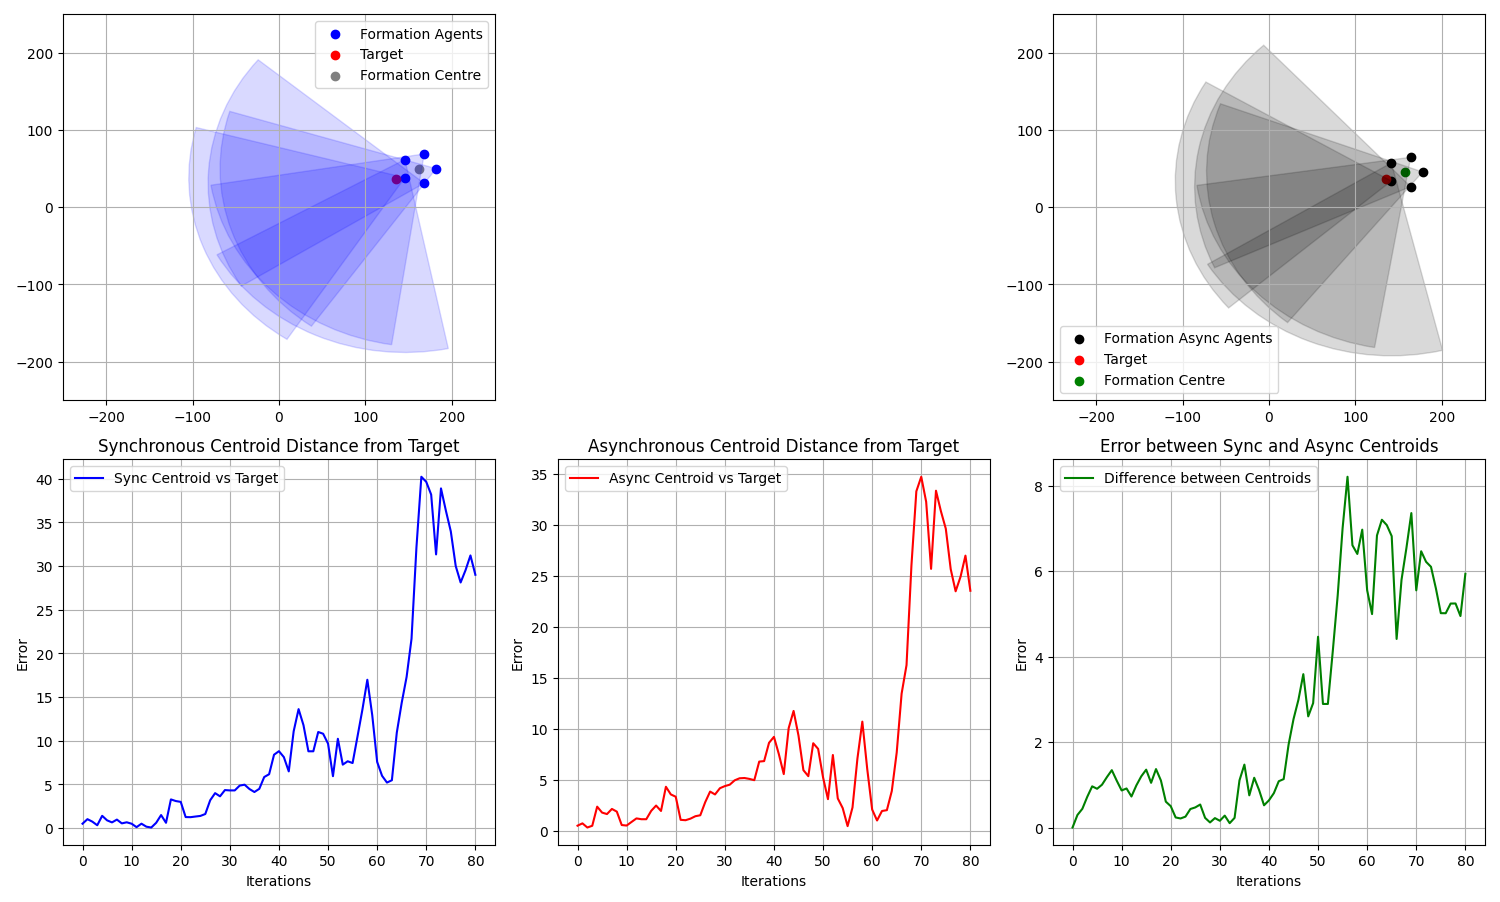 Formation Agents
Target
Formation Centre
200
100
0
−100
−200
−200 −100 0 100 200
200
100
0
−100
−200
Formation Async Agents
Target
Formation Centre
−200 −100 0 100 200
Synchronous Centroid Distance from Target
Sync Centroid vs Target
40
35
30
25
20
15
10
5
0
Error
0 10 20 30 40 50 60 70 80
Iterations
Asynchronous Centroid Distance from Target
Async Centroid vs Target
35
30
25
20
15
10
5
0
Error
0 10 20 30 40 50 60 70 80
Iterations
Error between Sync and Async Centroids
Difference between Centroids
8
6
4
2
0
Error
0 10 20 30 40 50 60 70 80
Iterations